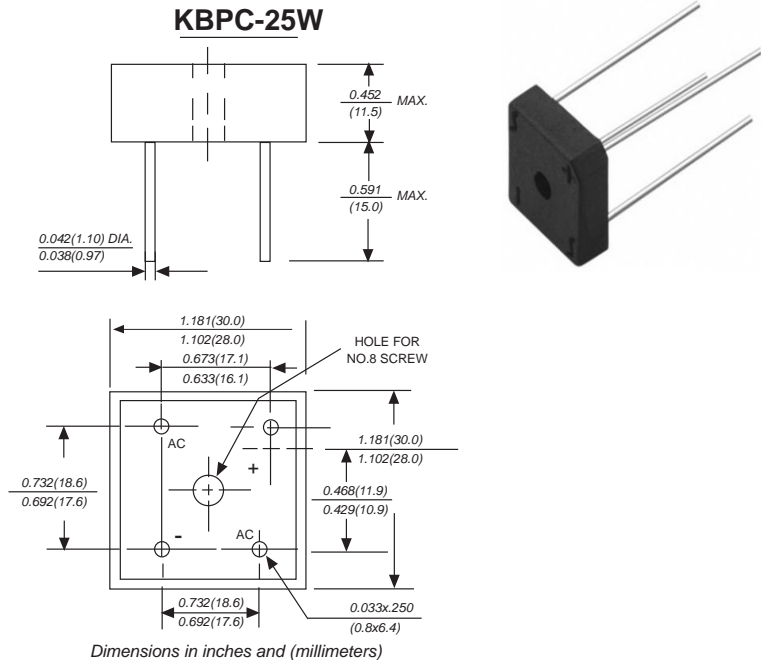 KBPC-25W
0.452
(11.5)
MAX.
0.591
(15.0)
MAX.
0.042(1.10) DIA.
0.038(0.97)
1.181(30.0)
1.102(28.0)
0.673(17.1)
0.633(16.1)
HOLE FOR
NO.8 SCREW
AC
+
1.181(30.0)
1.102(28.0)
0.732(18.6)
0.692(17.6)
0.468(11.9)
0.429(10.9)
-
AC
0.732(18.6)
0.692(17.6)
0.033x.250
(0.8x6.4)
Dimensions in inches and (millimeters)